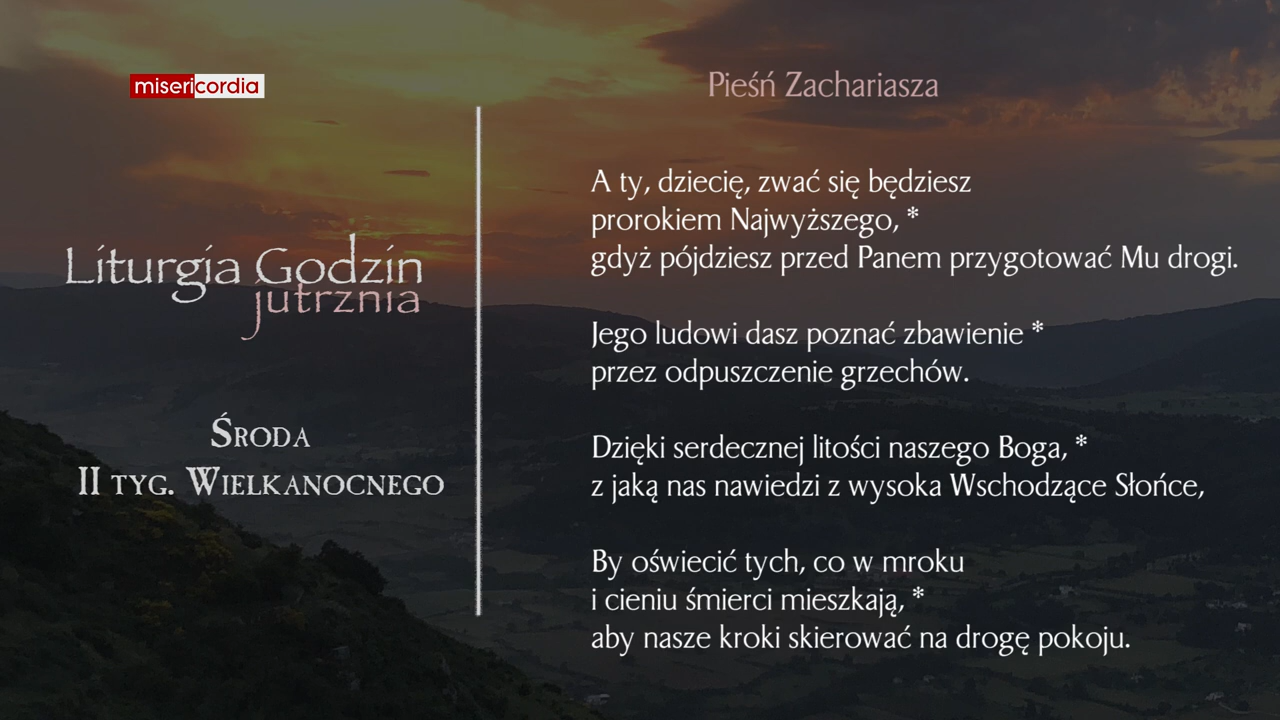 misericordia
Liturgia Godzin
jutrznia
Środa
II tyg. Wielkanocnego
Pieśń Zachariasza
A ty, dziecię, zwać się będziesz
prorokiem Najwyższego, *
gdyż pójdziesz przed Panem przygotować Mu drogi.
Jego ludowi dasz poznać zbawienie *
przez odpuszczenie grzechów.
Dzięki serdecznej litości naszego Boga, *
z jaką nas nawiedzi z wysoka Wschodzące Słońce,
By oświecić tych, co w mroku
i cieniu śmierci mieszkają, *
aby nasze kroki skierować na drogę pokoju.